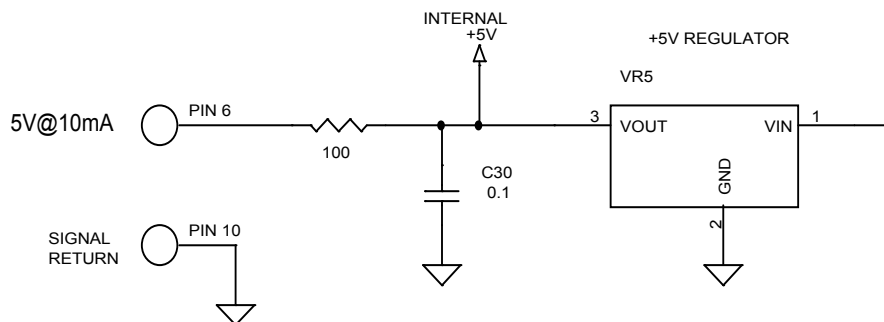 INTERNAL
+5V
+5V REGULATOR
VR5
5V@10mA
PIN 6
100
3
VOUT
VIN
1
C30
0.1
GND
2
SIGNAL
RETURN
PIN 10